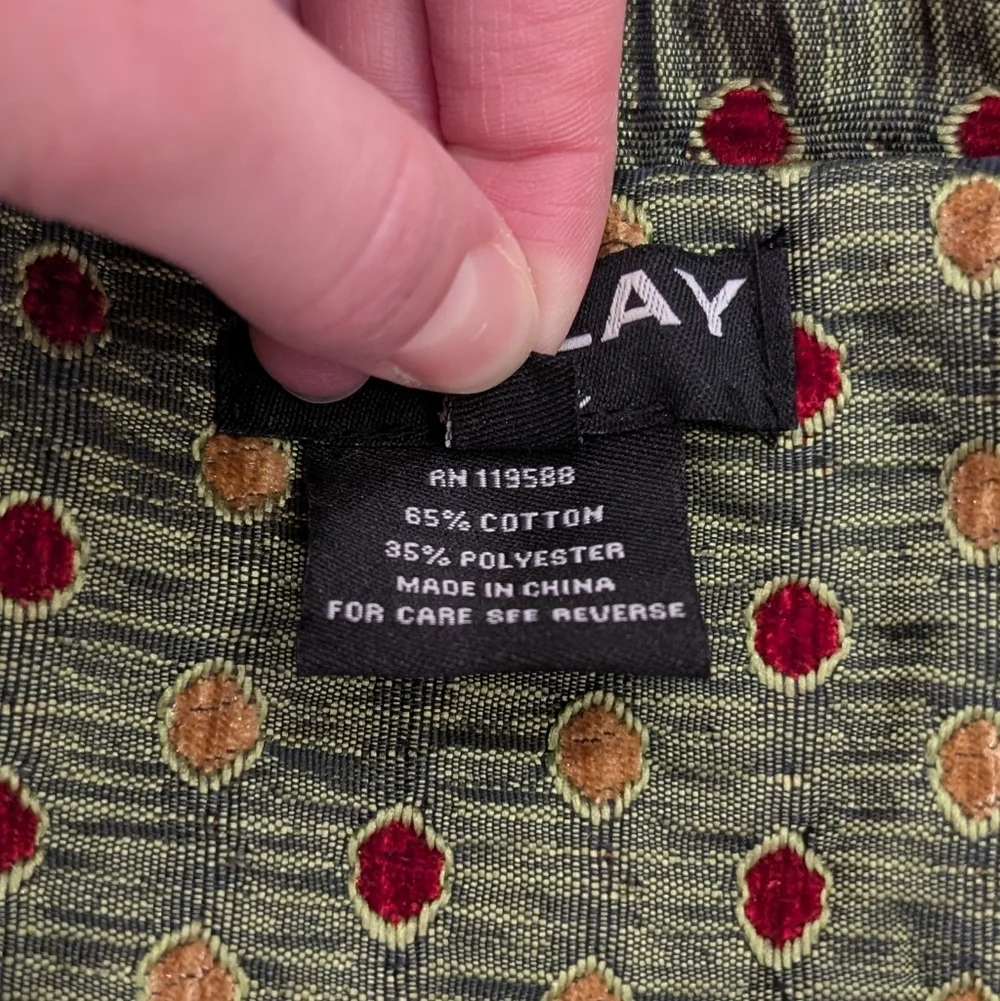 LAY
RN 119588
65% COTTON
35% POLYESTER
MADE IN CHINA
FOR CARE SEE REVERSE